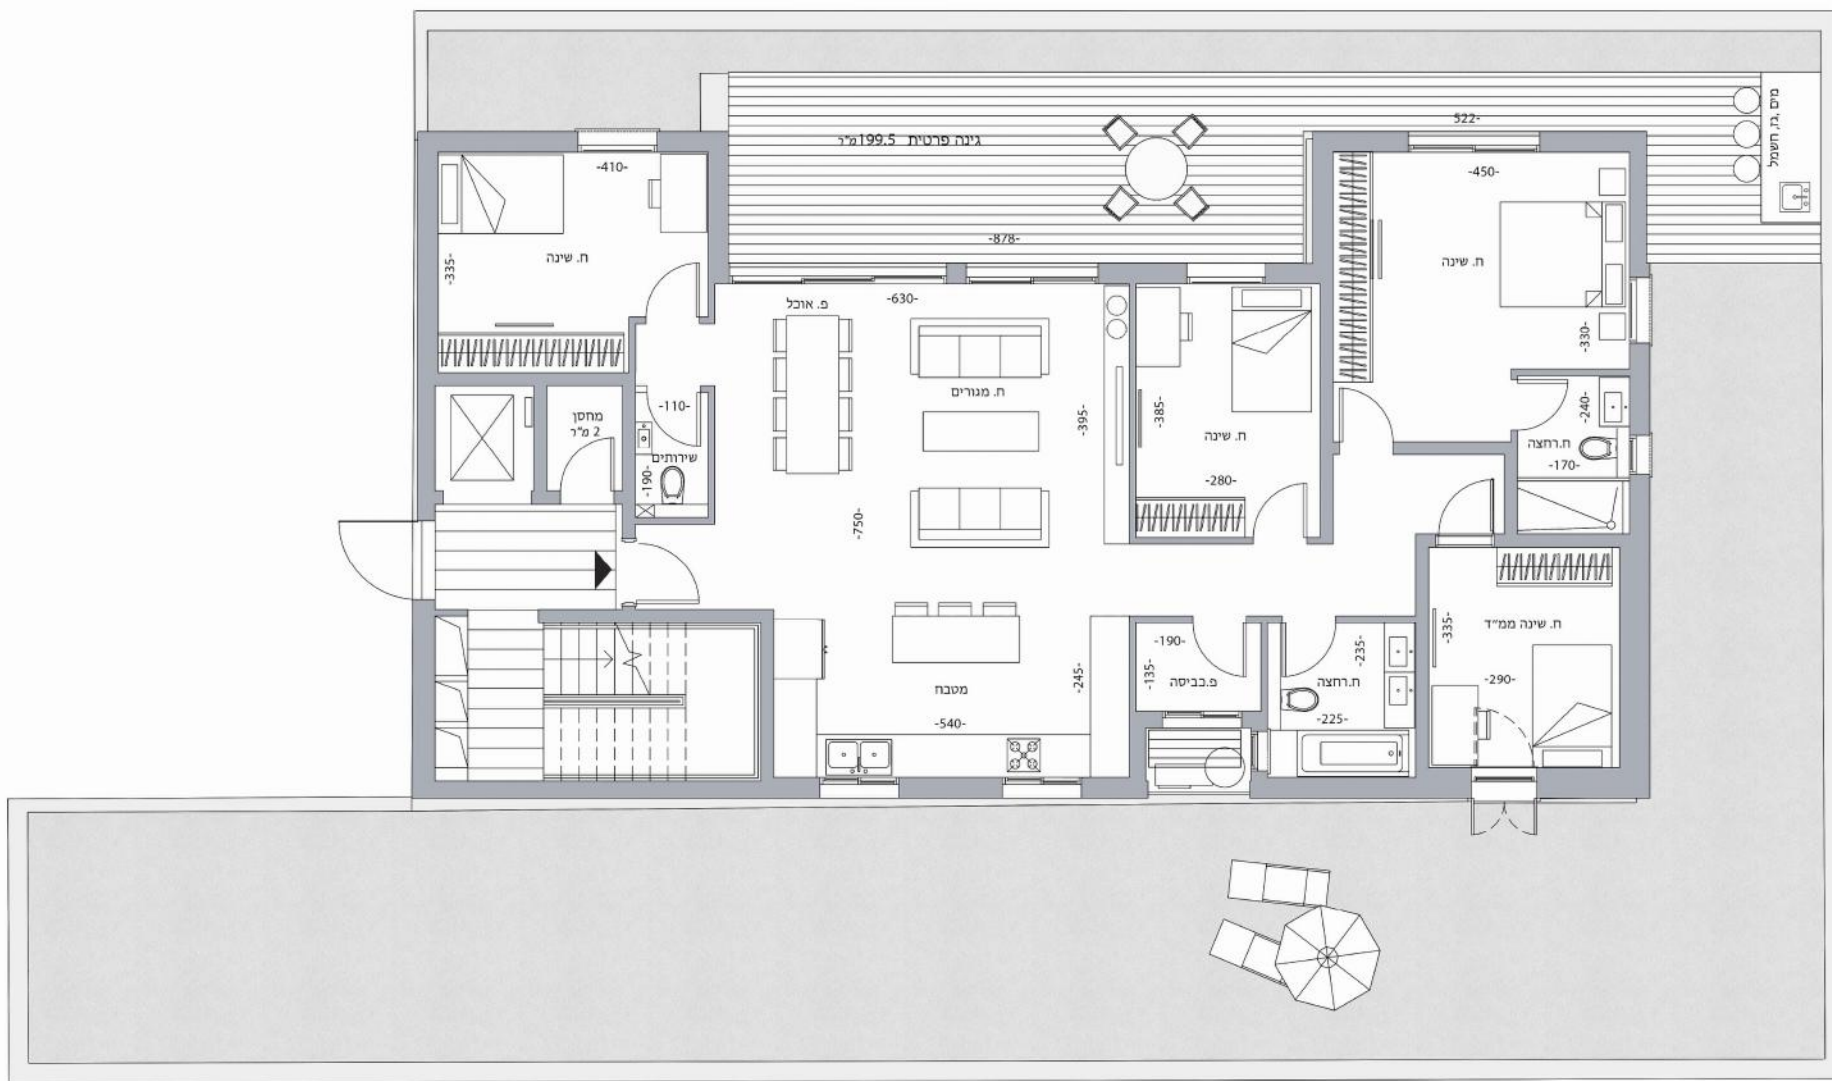 מים ,גז, חשמל
-522-
גינה פרטית 199.5 מ"ר
-878-
-410-
-335-
ח. שינה
-450-
ח. שינה
-330-
פ. אוכל
-630-
ח. מגורים
-395-
-385-
ח. שינה
-280-
-240-
ח.רחצה
-170-
מחסן
2 מ"ר
-110-
שירותים
-190-
-750-
מטבח
-245-
-540-
-190-
-135-
פ.כביסה
-235-
ח.רחצה
-225-
-335-
ח. שינה ממ"ד
-290-